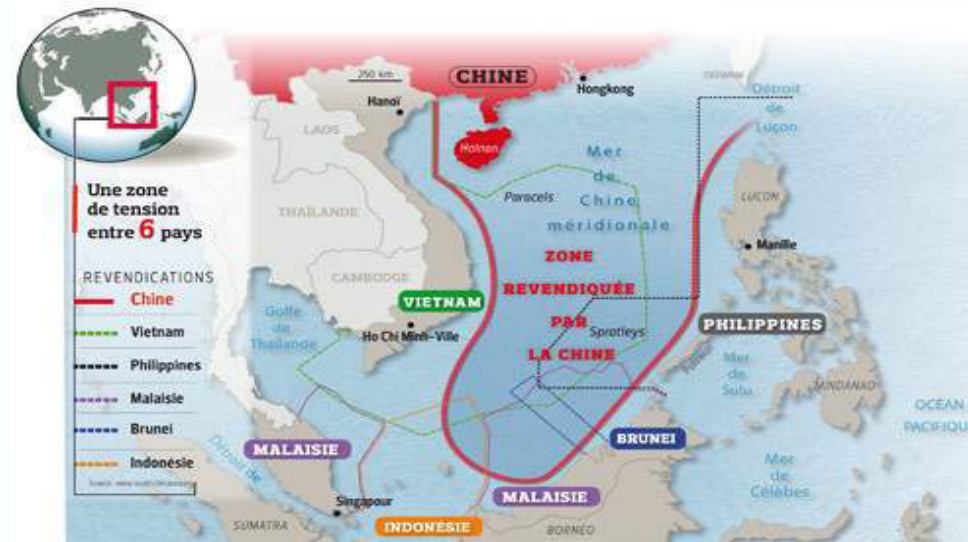 Une zone
de tension
entre 6 pays
REVENDICATIONS
Chine
Vietnam
Philippines
Malaisie
Brunei
Indonésie
250 km
CHINE
Hanoï
Hongkong
TAÏWAN
Détroit
de
Luçon
LAOS
Hainan
Mer
de
Chine
méridionale
Paracels
THAÏLANDE
LUÇON
Manille
ZONE
REVENDIQUÉE
PAR
LA CHINE
CAMBODGE
VIETNAM
Golfe
de
Thaïlande
Ho Chi Minh-Ville
Spratleys
PHILIPPINES
Mer
de
Sulu
MINDANAO
OCÉAN
PACIFIQUE
BRUNEI
MALAISIE
Détroit de
MALAISIE
Mer
de
Célèbes
Singapour
SUMATRA
INDONÉSIE
BORNÉO